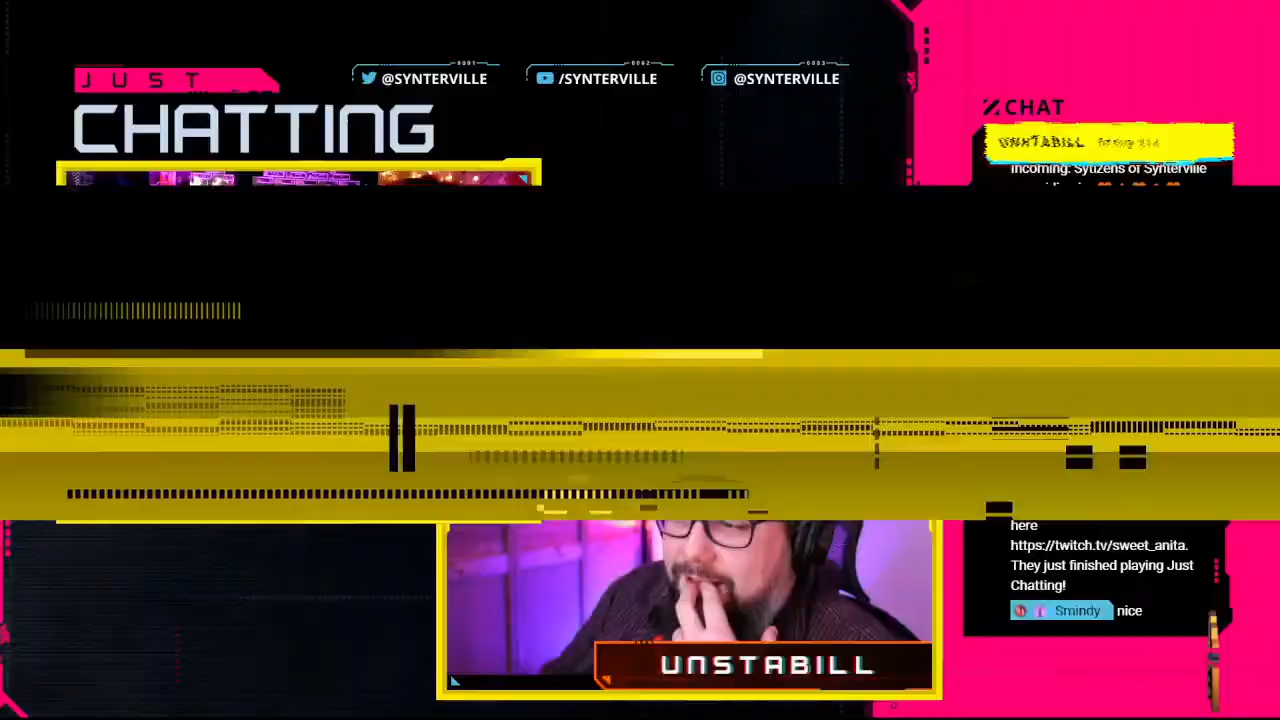 JUST
CHATTING
@SYNTERVILLE
/SYNTERVILLE
@SYNTERVILLE
CHAT
UNSTABILL
incoming: Sytizens of Synterville
here
https://twitch.tv/sweet_anita.
They just finished playing Just
Chatting!
Smindy nice
UNSTABILL